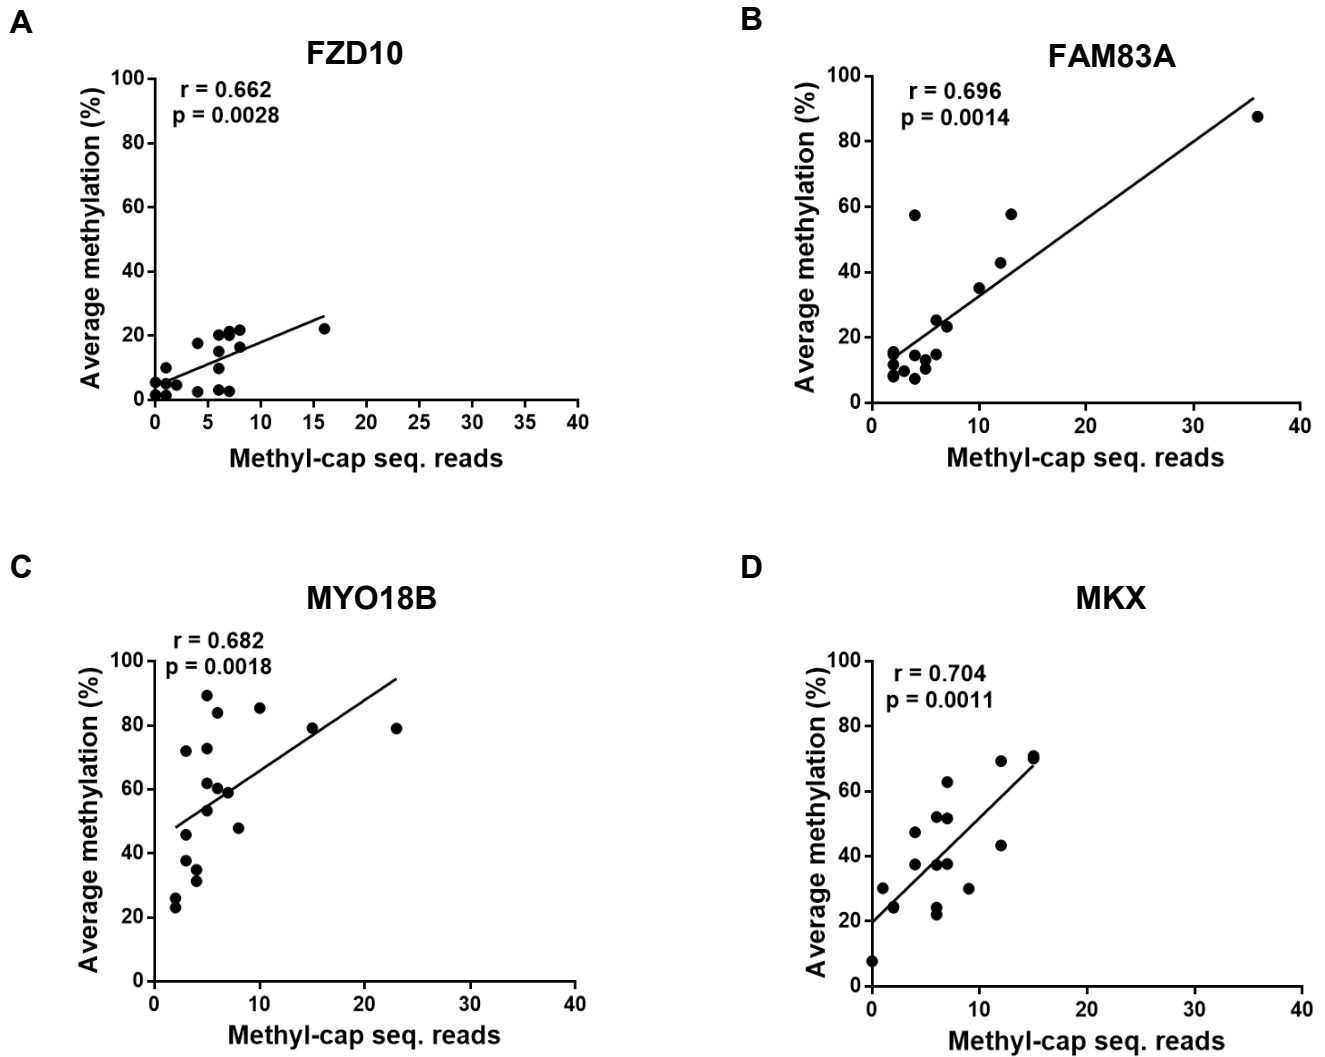 A
FZD10
r = 0.662
p = 0.0028
100
80
60
40
20
0
Average methylation (%)
0 5 10 15 20 25 30 35 40
Methyl-cap seq. reads
B
FAM83A
r = 0.696
p = 0.0014
100
80
60
40
20
0
Average methylation (%)
0 10 20 30 40
Methyl-cap seq. reads
C
MYO18B
r = 0.682
p = 0.0018
100
80
60
40
20
0
Average methylation (%)
0 10 20 30 40
Methyl-cap seq. reads
D
MKX
r = 0.704
p = 0.0011
100
80
60
40
20
0
Average methylation (%)
0 10 20 30 40
Methyl-cap seq. reads